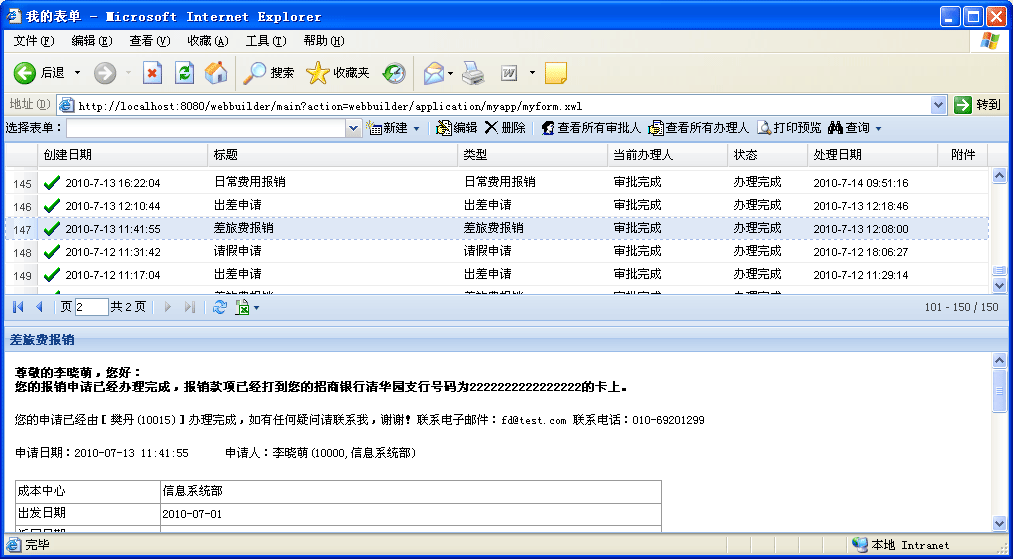 我的表单 - Microsoft Internet Explorer
文件(F) 编辑(E) 查看(V) 收藏(A) 工具(T) 帮助(H)
后退 搜索 收藏夹
地址(D) http://localhost:8080/webbuilder/main?action=webbuilder/application/myapp/myform.xwl 转到
选择表单： 新建 编辑 删除 查看所有审批人 查看所有办理人 打印预览 查询
创建日期 标题 类型 当前办理人 状态 处理日期 附件
145 2010-7-13 16:22:04 日常费用报销 日常费用报销 审批完成 办理完成 2010-7-14 09:51:16
146 2010-7-13 12:10:44 出差申请 出差申请 审批完成 办理完成 2010-7-13 12:18:46
147 2010-7-13 11:41:55 差旅费报销 差旅费报销 审批完成 办理完成 2010-7-13 12:08:00
148 2010-7-12 11:31:42 请假申请 请假申请 审批完成 办理完成 2010-7-12 18:06:27
149 2010-7-12 11:17:04 出差申请 出差申请 审批完成 办理完成 2010-7-12 11:29:14
页 2 共 2 页 101 - 150 / 150
差旅费报销
尊敬的李晓萌，您好：
您的报销申请已经办理完成，报销款项已经打到您的招商银行清华园支行号码为2222222222222222的卡上。
您的申请已经由[ 樊丹(10015) ]办理完成，如有任何疑问请联系我，谢谢! 联系电子邮件：fd@test.com 联系电话：010-69201299
申请日期：2010-07-13 11:41:55 申请人：李晓萌(10000,信息系统部)
成本中心 信息系统部
出发日期 2010-07-01
完毕 本地 Intranet